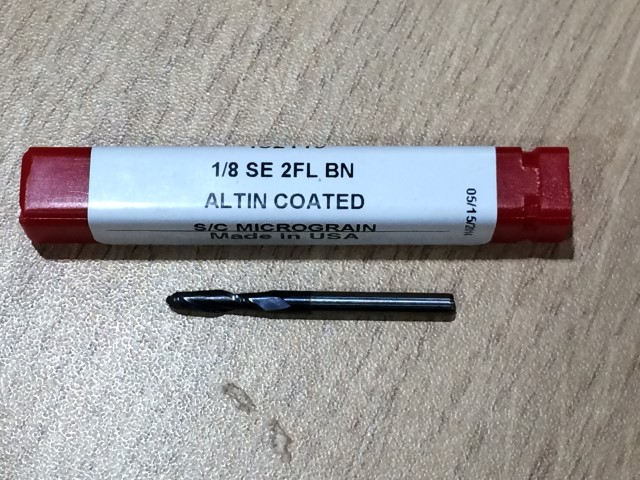 1/8 SE 2FL BN
ALTIN COATED
S/C MICROGRAIN
Made in USA